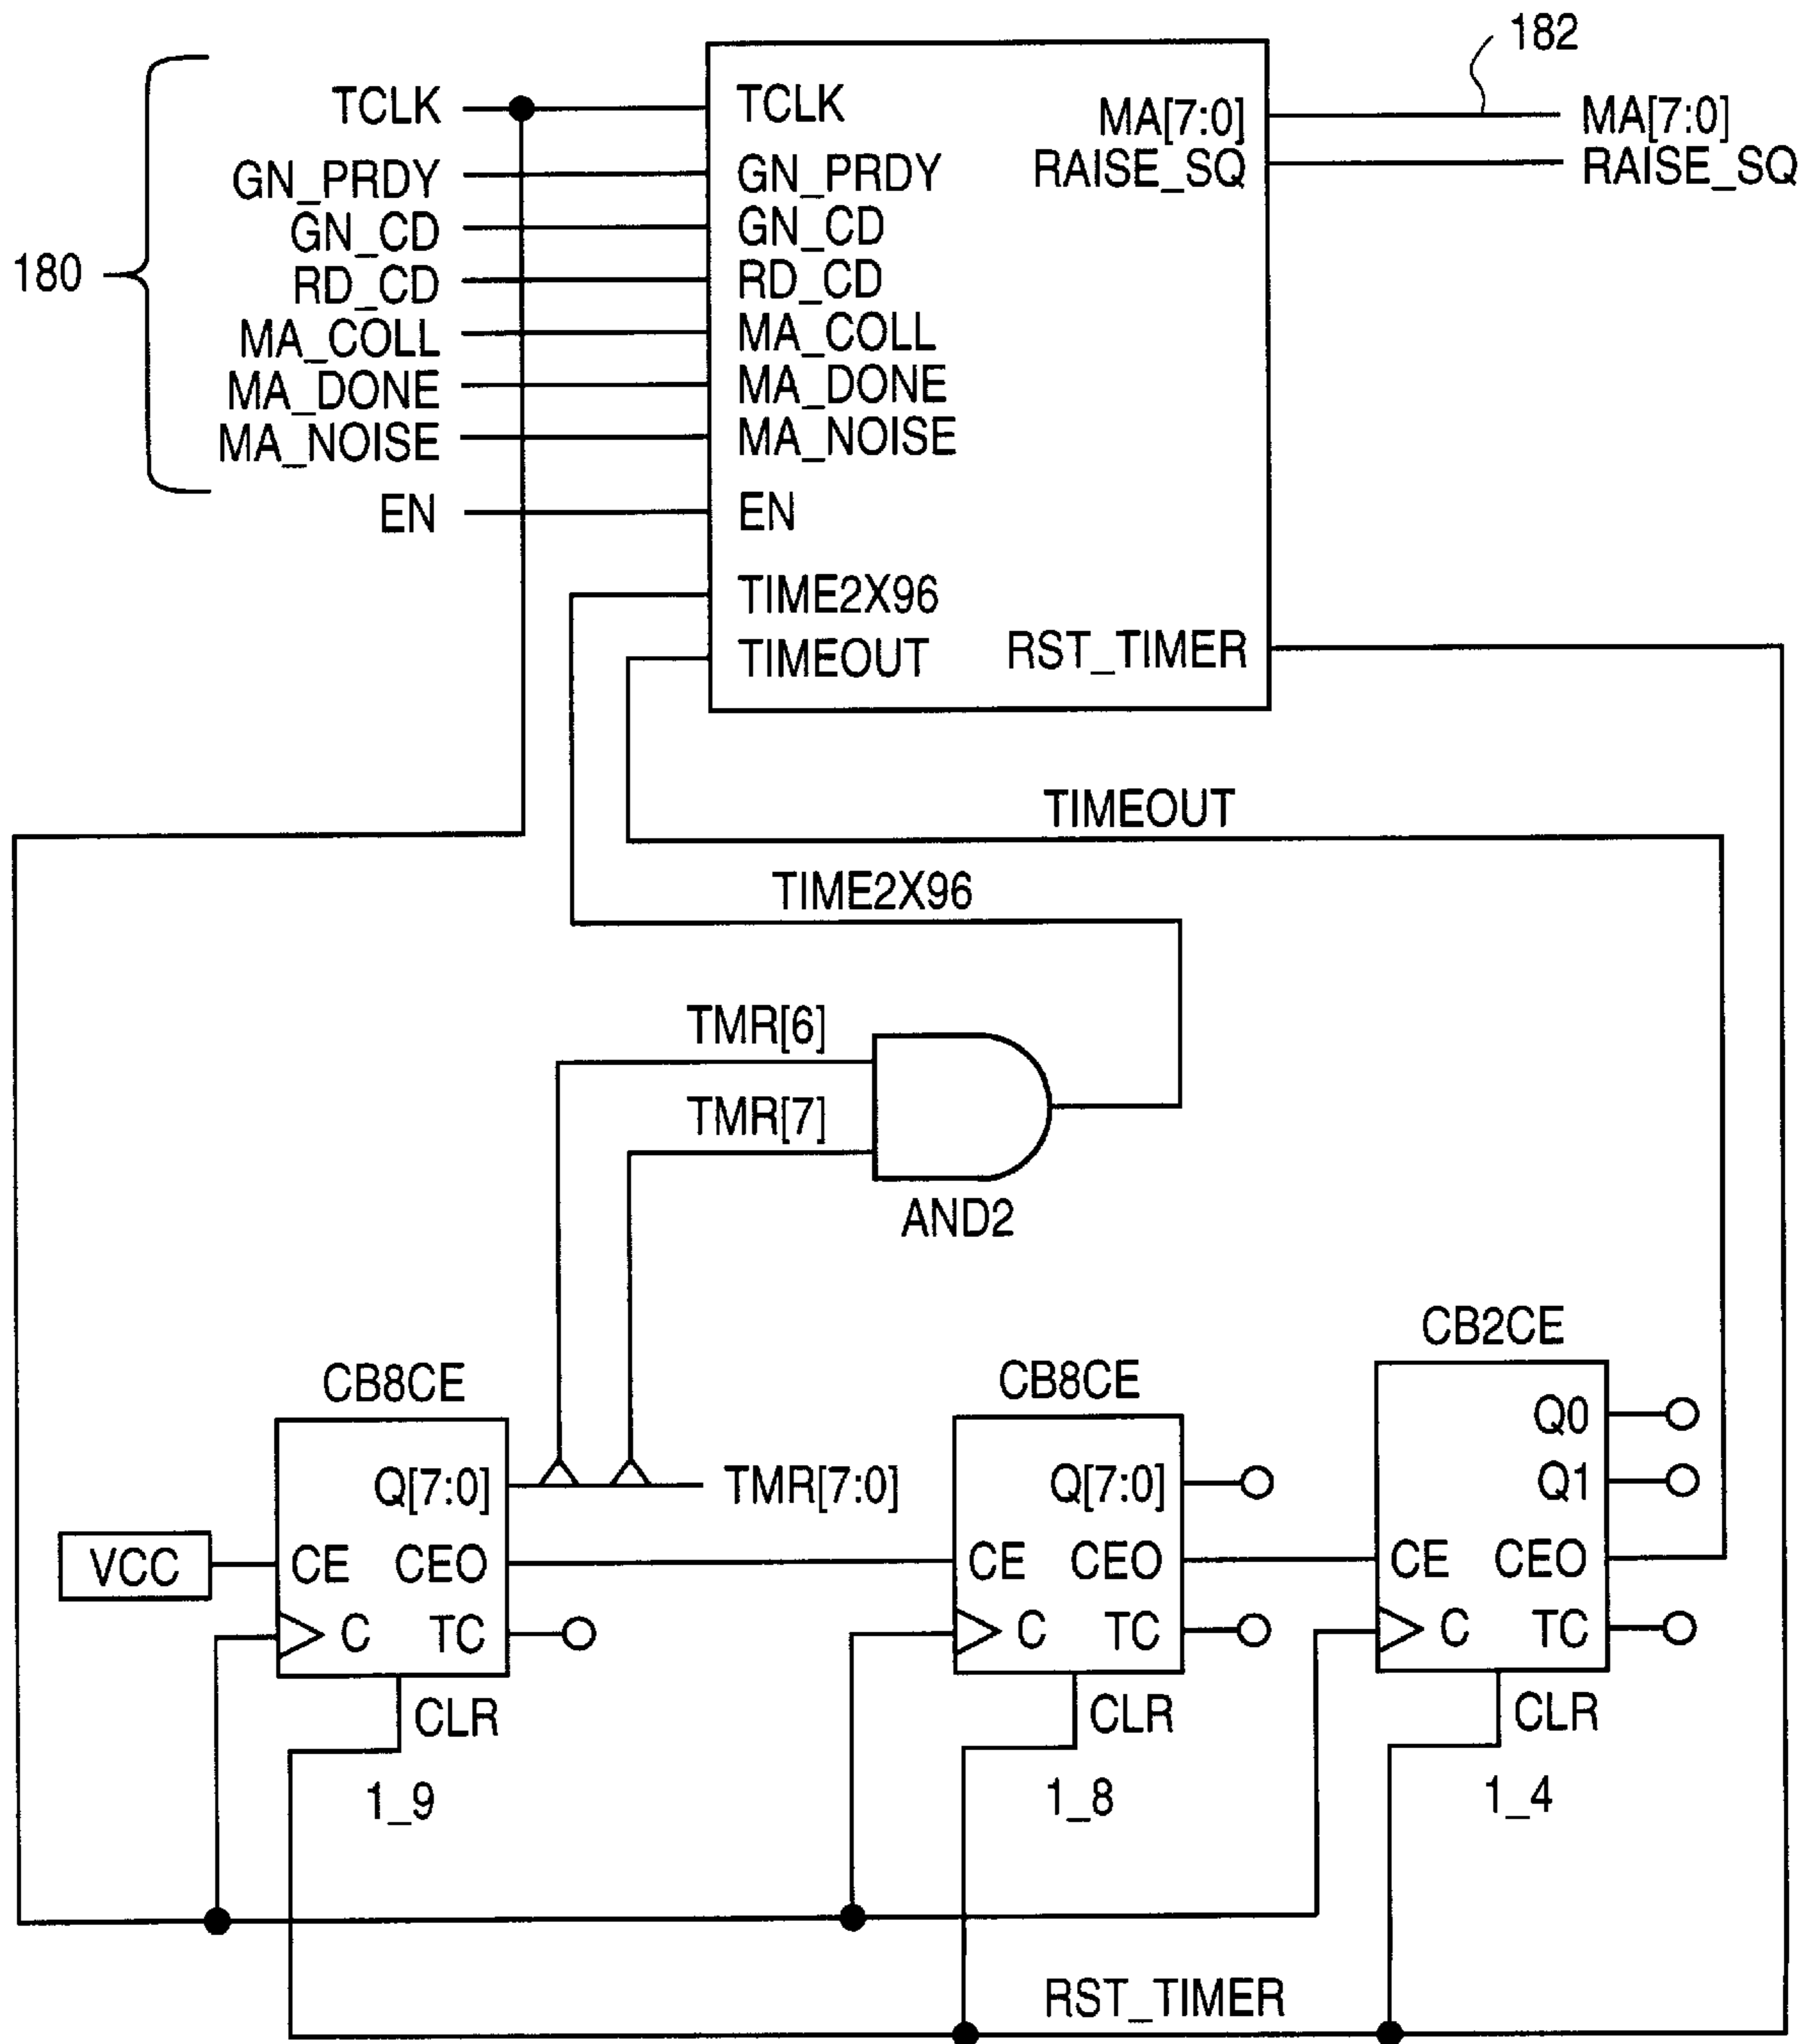 182
180
TCLK
GN_PRDY
GN_CD
RD_CD
MA_COLL
MA_DONE
MA_NOISE
EN
TCLK
GN_PRDY
GN_CD
RD_CD
MA_COLL
MA_DONE
MA_NOISE
EN
TIME2X96
TIMEOUT
MA[7:0]
RAISE_SQ
RST_TIMER
MA[7:0]
RAISE_SQ
TIMEOUT
TIME2X96
TMR[6]
TMR[7]
AND2
CB8CE
Q[7:0]
TMR[7:0]
VCC
CE CEO
C TC
CLR
1_9
CB8CE
Q[7:0]
CE CEO
C TC
CLR
1_8
CB2CE
Q0
Q1
CE CEO
C TC
CLR
1_4
RST_TIMER